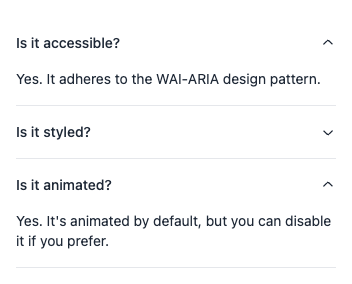 Is it accessible?
Yes. It adheres to the WAI-ARIA design pattern.
Is it styled?
Is it animated?
Yes. It's animated by default, but you can disable
it if you prefer.